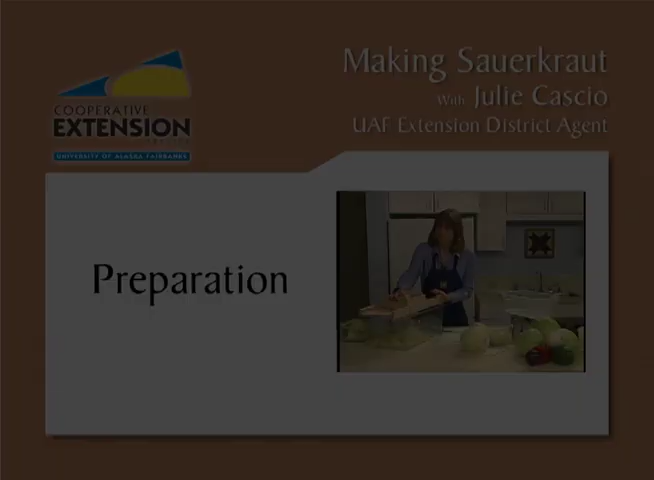 Making Sauerkraut
With Julie Cascio
UAF Extension District Agent
COOPERATIVE
EXTENSION
UNIVERSITY OF ALASKA FAIRBANKS
Preparation